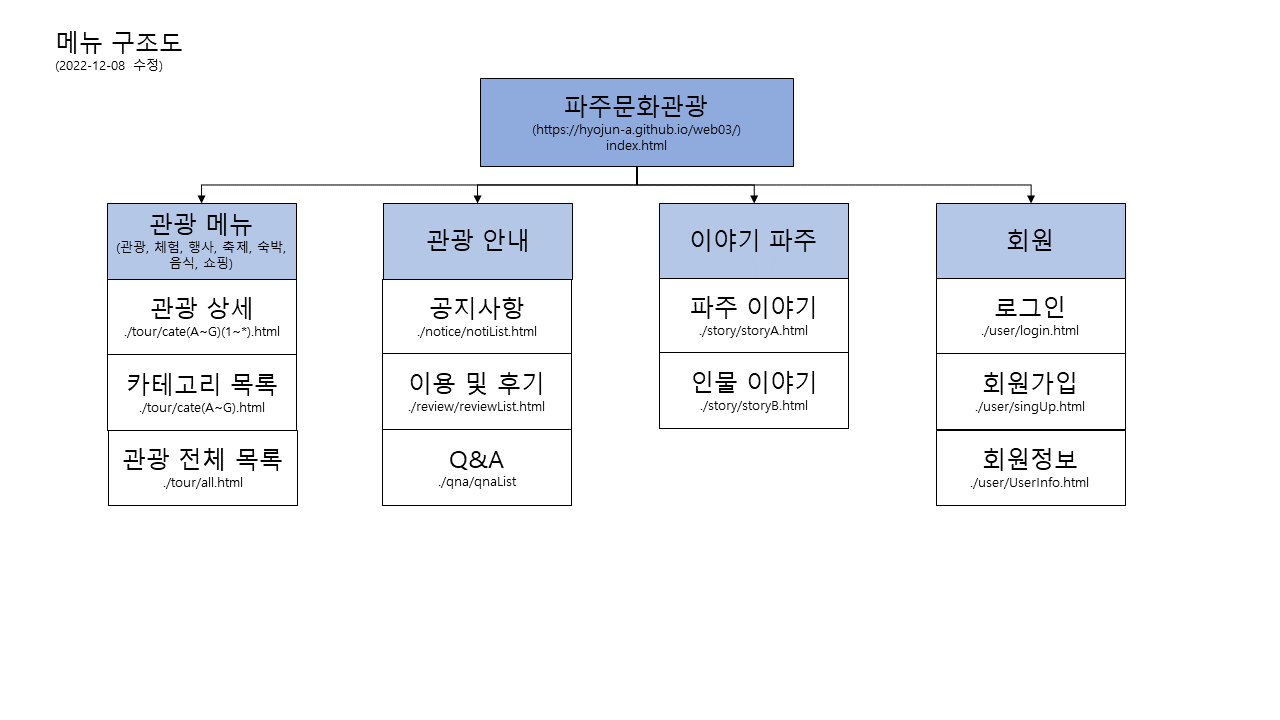 메뉴 구조도
(2022-12-08 수정)
파주문화관광
(https://hyojun-a.github.io/web03/)
index.html
관광 메뉴
(관광, 체험, 행사, 축제, 숙박,
음식, 쇼핑)
관광 상세
./tour/cate(A~G)(1~*).html
카테고리 목록
./tour/cate(A~G).html
관광 전체 목록
./tour/all.html
관광 안내
공지사항
./notice/notiList.html
이용 및 후기
./review/reviewList.html
Q&A
./qna/qnaList
이야기 파주
파주 이야기
./story/storyA.html
인물 이야기
./story/storyB.html
회원
로그인
./user/login.html
회원가입
./user/singUp.html
회원정보
./user/UserInfo.html